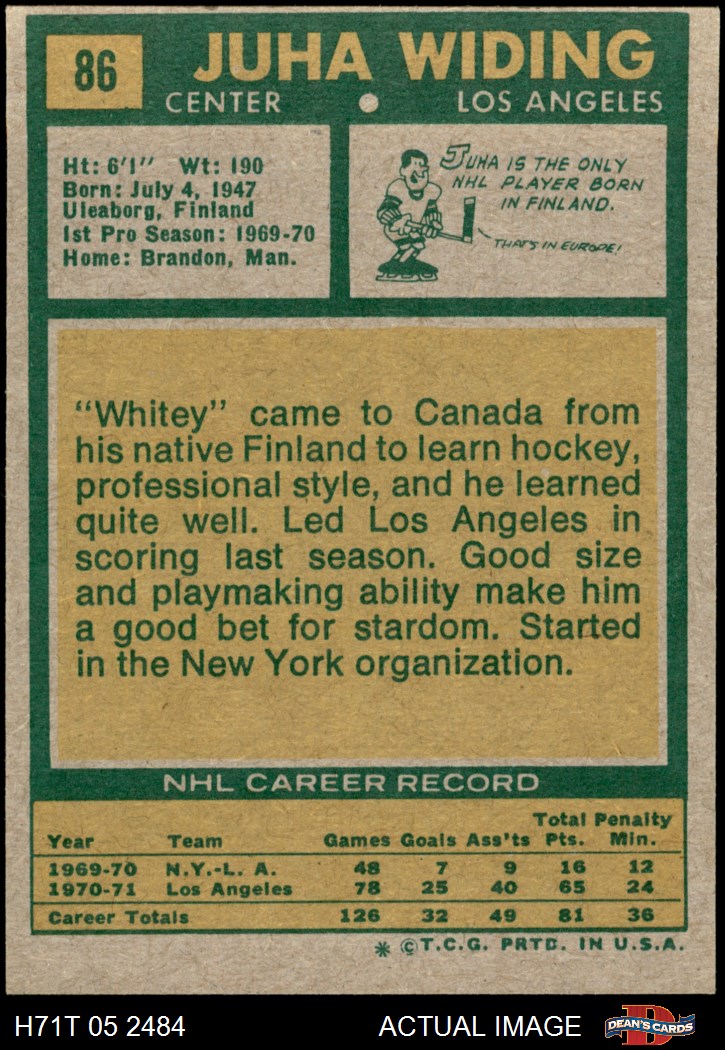 86
JUHA WIDING
CENTER • LOS ANGELES
Ht: 6'1" Wt: 190
Born: July 4, 1947
Uleaborg, Finland
1st Pro Season: 1969-70
Home: Brandon, Man.
JUHA IS THE ONLY
NHL PLAYER BORN
IN FINLAND.
THAT'S IN EUROPE!
"Whitey" came to Canada from
his native Finland to learn hockey,
professional style, and he learned
quite well. Led Los Angeles in
scoring last season. Good size
and playmaking ability make him
a good bet for stardom. Started
in the New York organization.
NHL CAREER RECORD
Total Penalty
Year Team Games Goals Ass'ts Pts. Min.
1969-70 N.Y.-L. A. 48 7 9 16 12
1970-71 Los Angeles 78 25 40 65 24
Career Totals 126 32 49 81 36
* © T.C.G. PRTD. IN U.S.A.
H71T 05 2484 ACTUAL IMAGE
D
DEAN'S CARDS